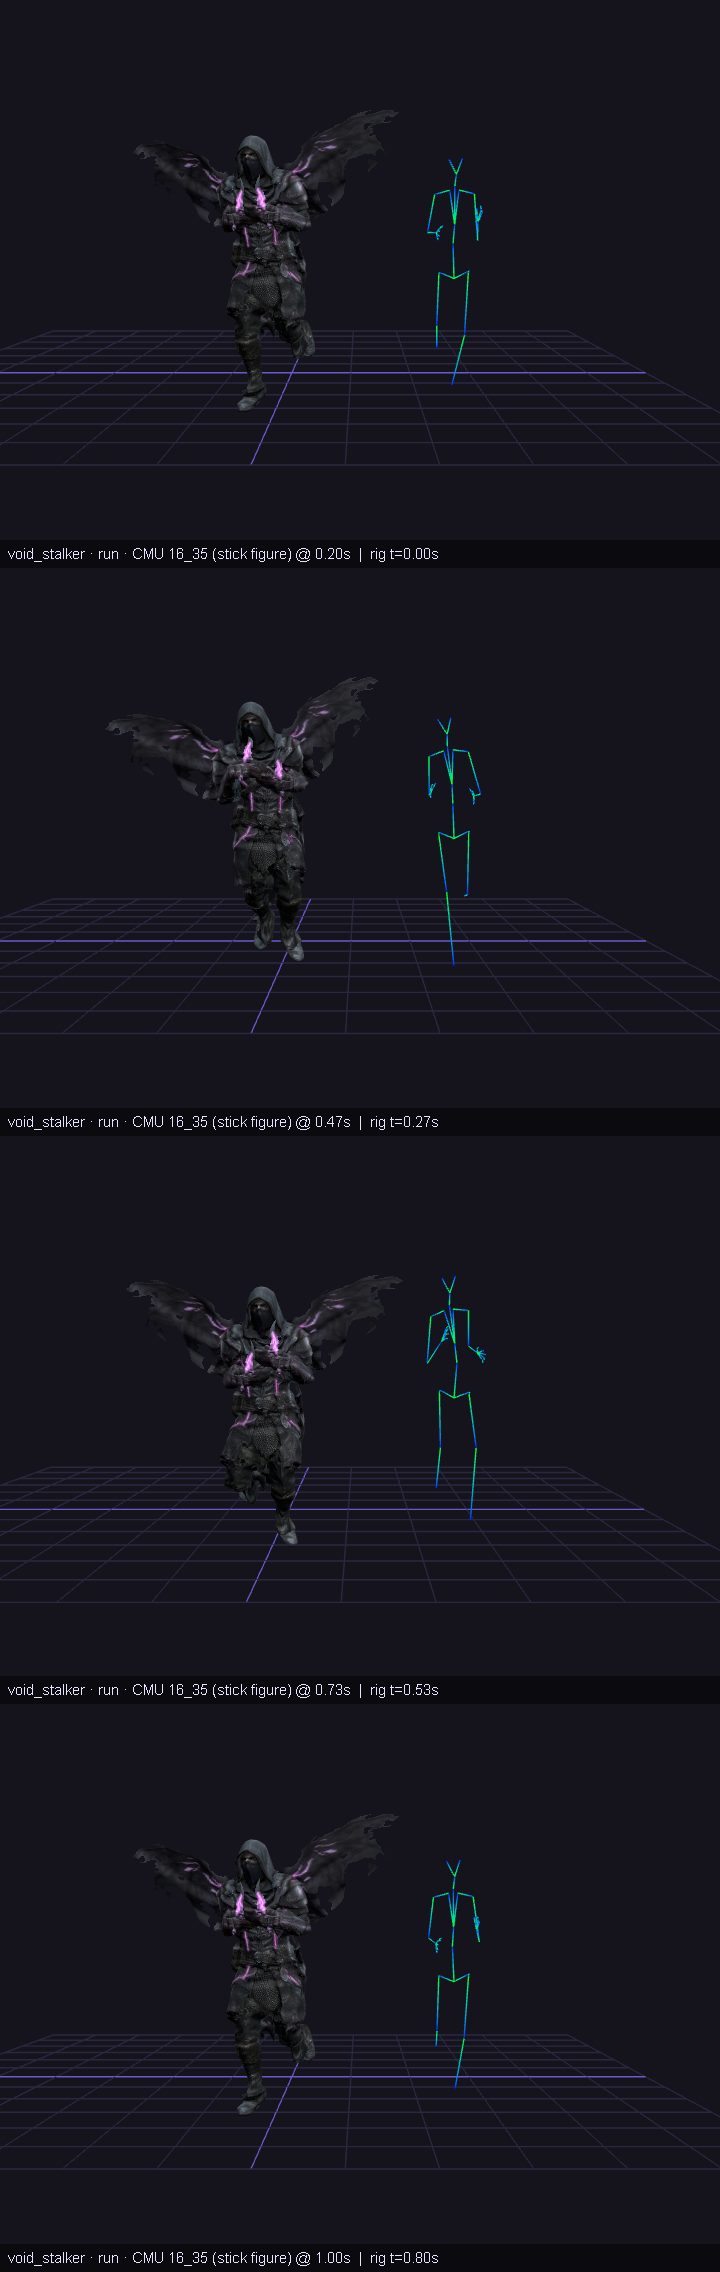 void_stalker · run · CMU 16_35 (stick figure) @ 0.20s | rig t=0.00s
void_stalker · run · CMU 16_35 (stick figure) @ 0.47s | rig t=0.27s
void_stalker · run · CMU 16_35 (stick figure) @ 0.73s | rig t=0.53s
void_stalker · run · CMU 16_35 (stick figure) @ 1.00s | rig t=0.80s